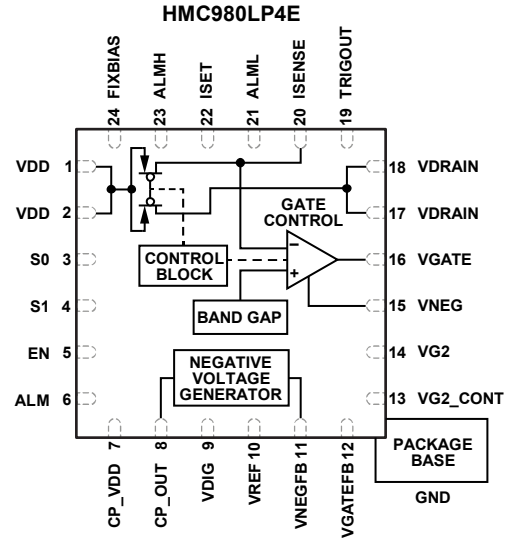 HMC980LP4E
24 FIXBIAS
23 ALMH
22 ISET
21 ALML
20 ISENSE
19 TRIGOUT
VDD 1
VDD 2
S0 3
S1 4
EN 5
ALM 6
18 VDRAIN
17 VDRAIN
16 VGATE
15 VNEG
14 VG2
13 VG2_CONT
GATE
CONTROL
–
+
CONTROL
BLOCK
BAND GAP
NEGATIVE
VOLTAGE
GENERATOR
CP_VDD 7
CP_OUT 8
VDIG 9
VREF 10
VNEGFB 11
VGATEFB 12
PACKAGE
BASE
GND